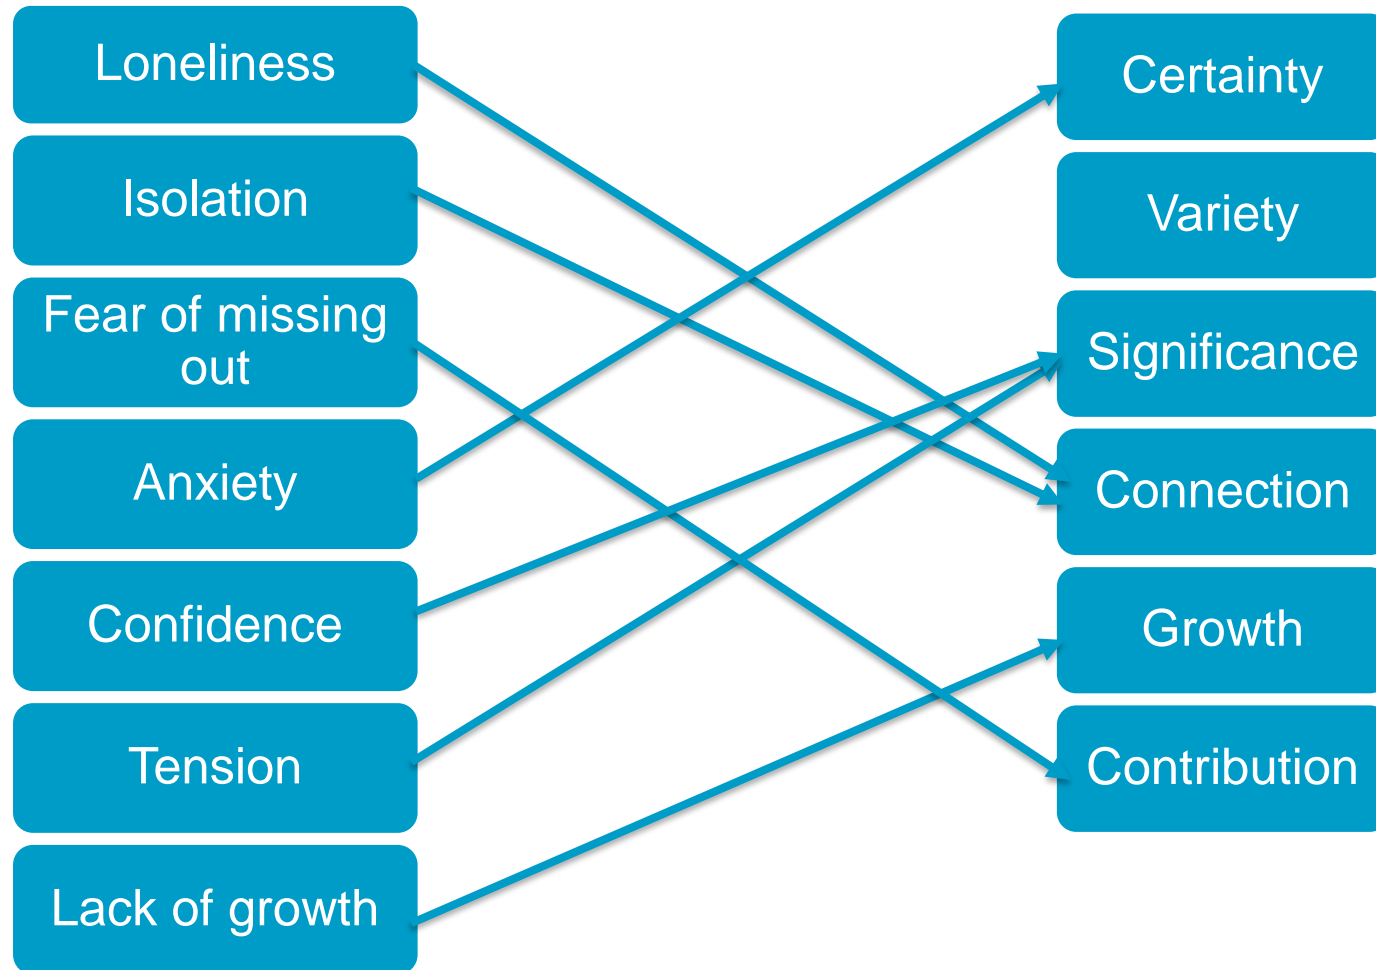 Loneliness
Isolation
Fear of missing
out
Anxiety
Confidence
Tension
Lack of growth
Certainty
Variety
Significance
Connection
Growth
Contribution